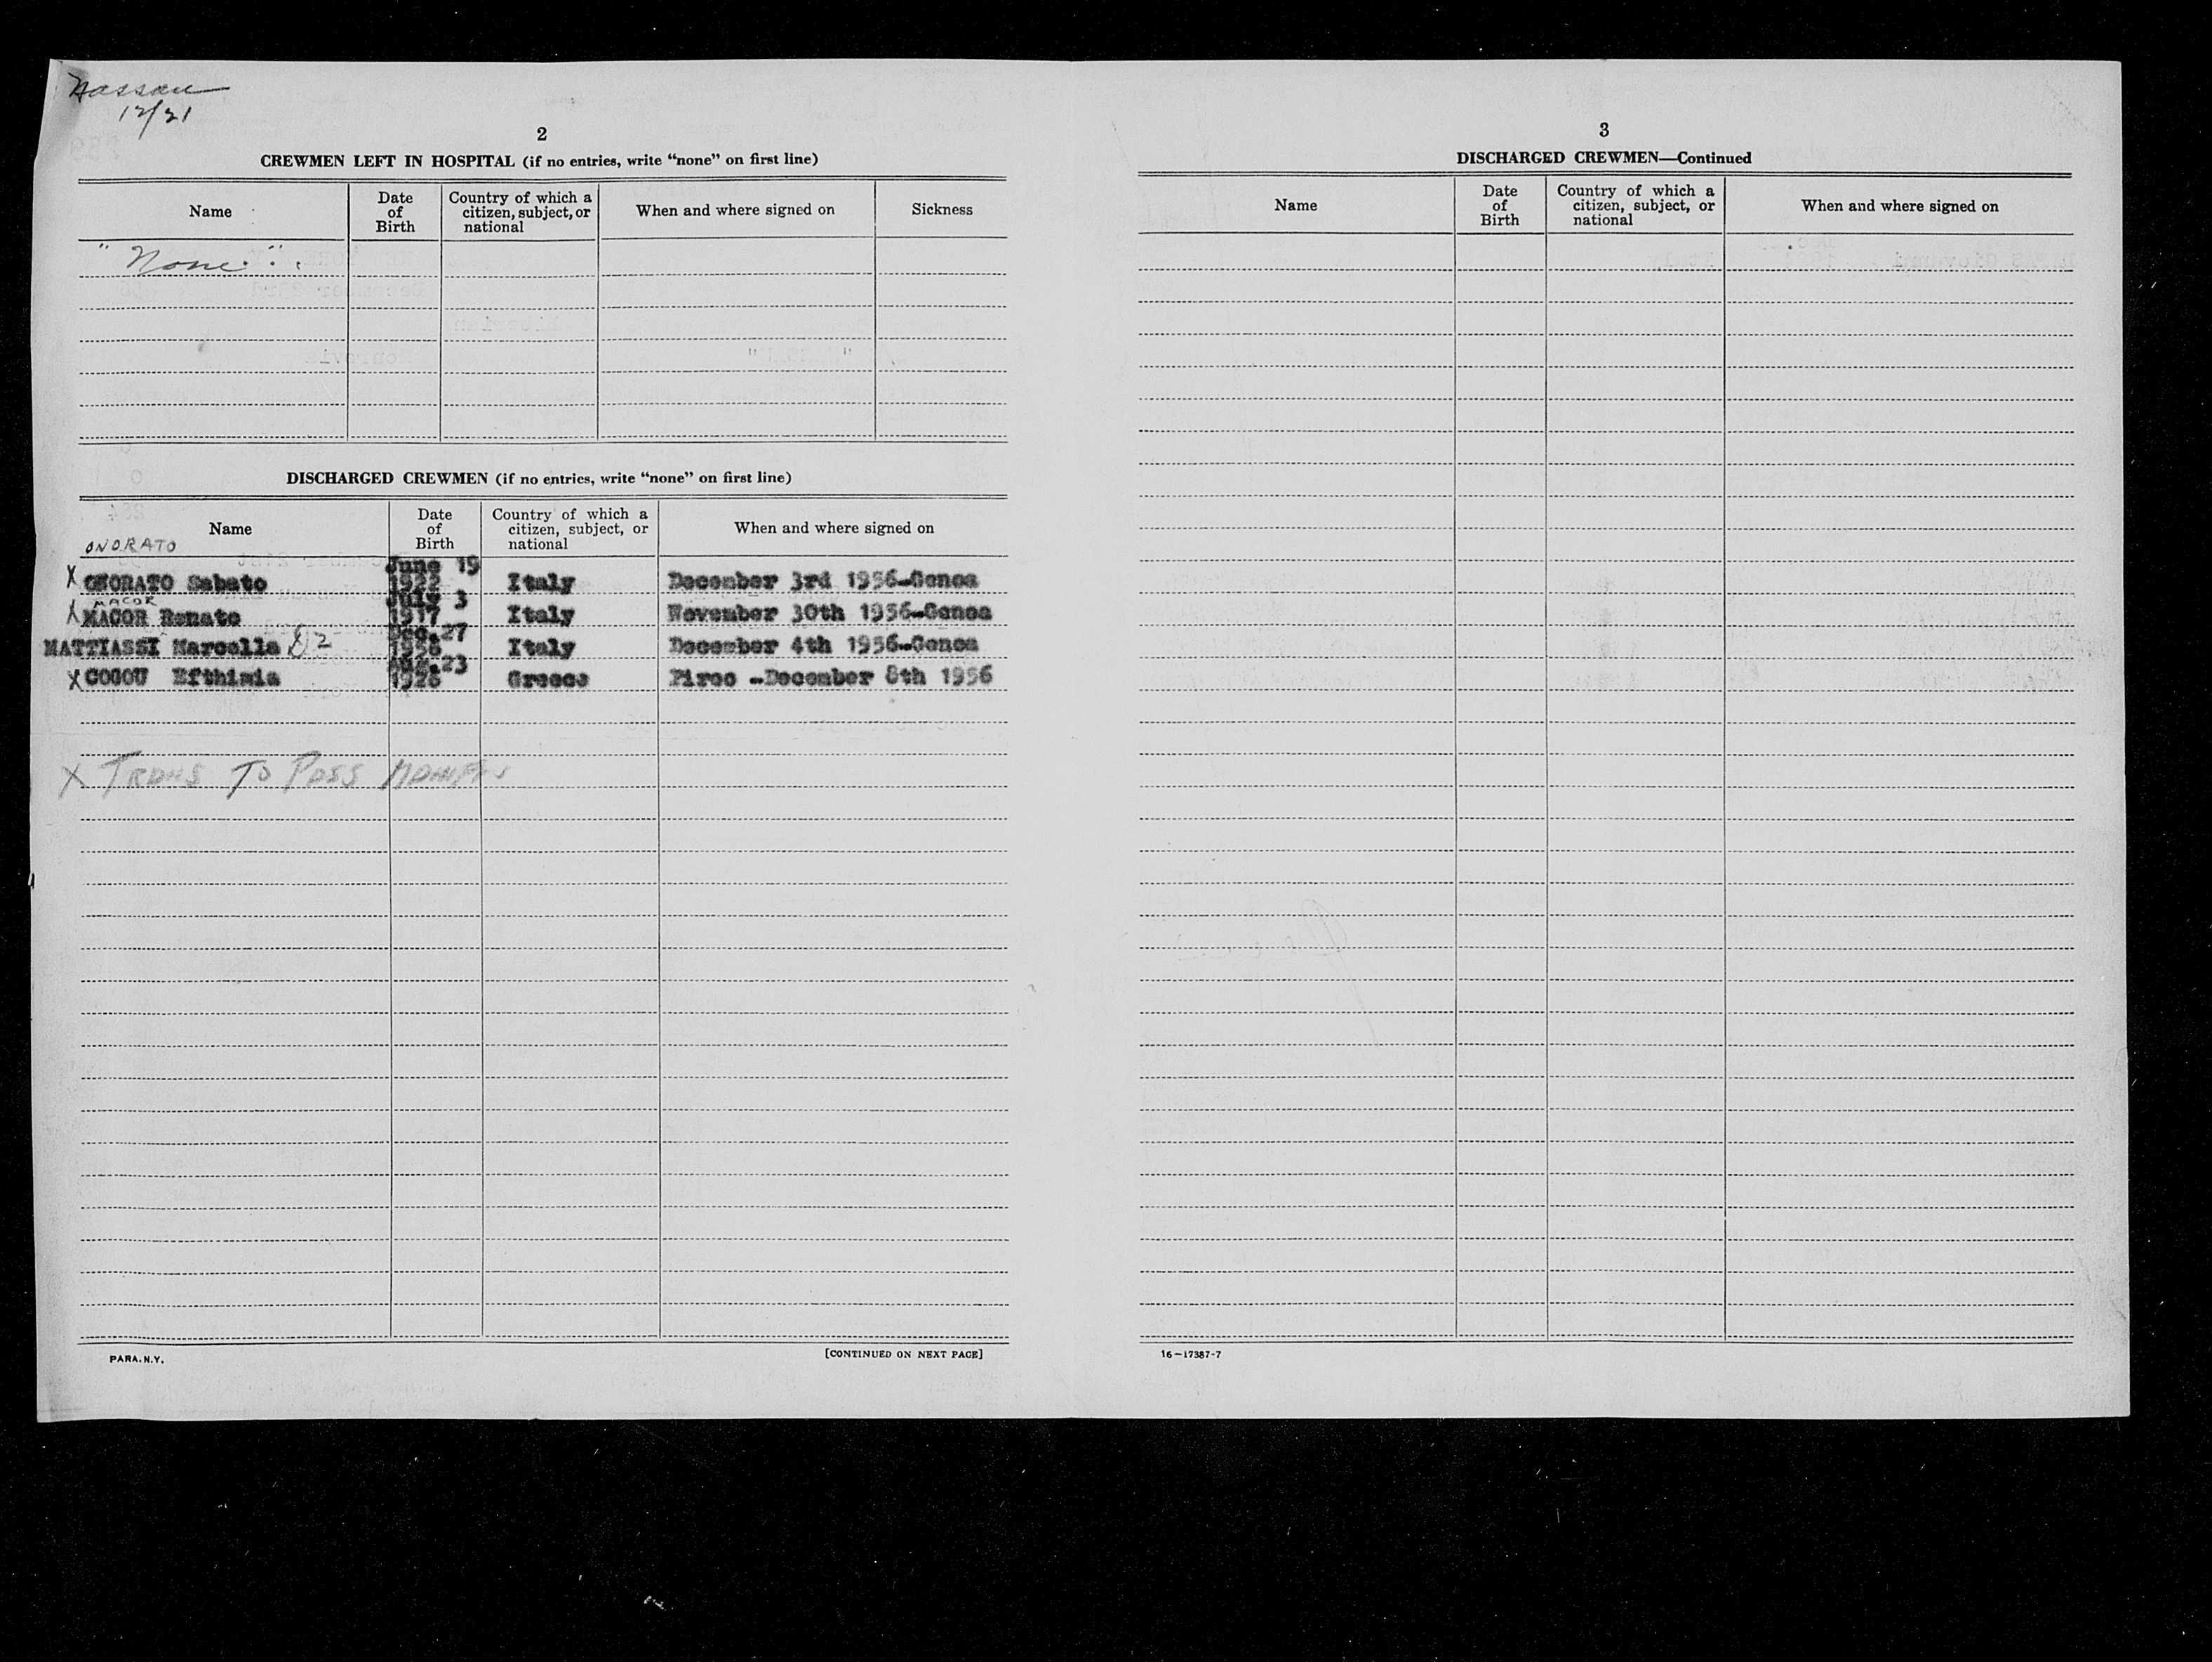 Nassau
12/21
2
CREWMEN LEFT IN HOSPITAL (if no entries, write "none" on first line)
Name
Date of Birth
Country of which a citizen, subject, or national
When and where signed on
Sickness
"None"
DISCHARGED CREWMEN (if no entries, write "none" on first line)
Name
Date of Birth
Country of which a citizen, subject, or national
When and where signed on
ONORATO
X ONORATO Sabato June 19 1922 Italy December 3rd 1956-Genoa
MACOR
X MACOR Renato July 3 1917 Italy November 30th 1956-Genoa
MATTIASSI Marcella D2 Dec.27 Italy December 4th 1956-Genoa
X COGOU Efthimia 23 1926 Greece Pireo -December 8th 1956
X TRANS TO PASS MANIFES
PARA. N.Y.
[CONTINUED ON NEXT PAGE]
3
DISCHARGED CREWMEN—Continued
Name
Date of Birth
Country of which a citizen, subject, or national
When and where signed on
16-17387-7